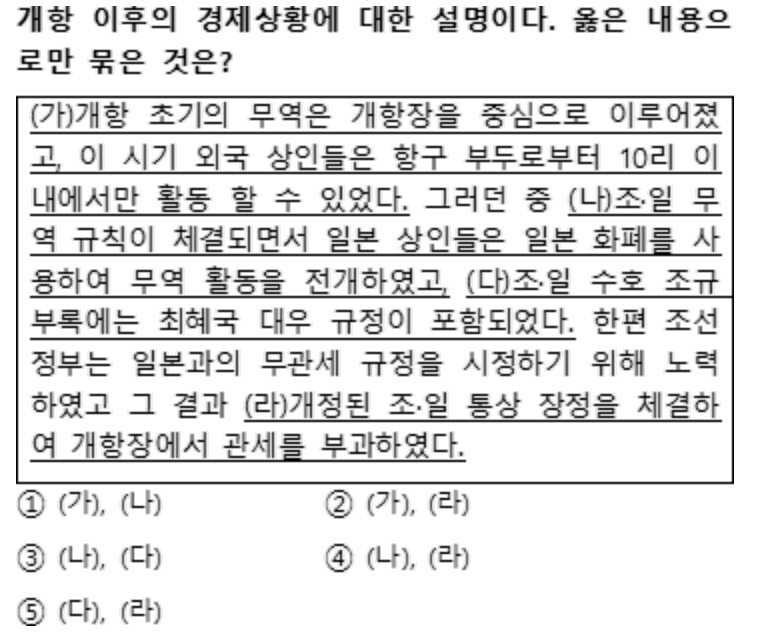 개항 이후의 경제상황에 대한 설명이다. 옳은 내용으
로만 묶은 것은?
(가)개항 초기의 무역은 개항장을 중심으로 이루어졌
고, 이 시기 외국 상인들은 항구 부두로부터 10리 이
내에서만 활동 할 수 있었다. 그러던 중 (나)조·일 무
역 규칙이 체결되면서 일본 상인들은 일본 화폐를 사
용하여 무역 활동을 전개하였고, (다)조·일 수호 조규
부록에는 최혜국 대우 규정이 포함되었다. 한편 조선
정부는 일본과의 무관세 규정을 시정하기 위해 노력
하였고 그 결과 (라)개정된 조·일 통상 장정을 체결하
여 개항장에서 관세를 부과하였다.
① (가), (나) ② (가), (라)
③ (나), (다) ④ (나), (라)
⑤ (다), (라)